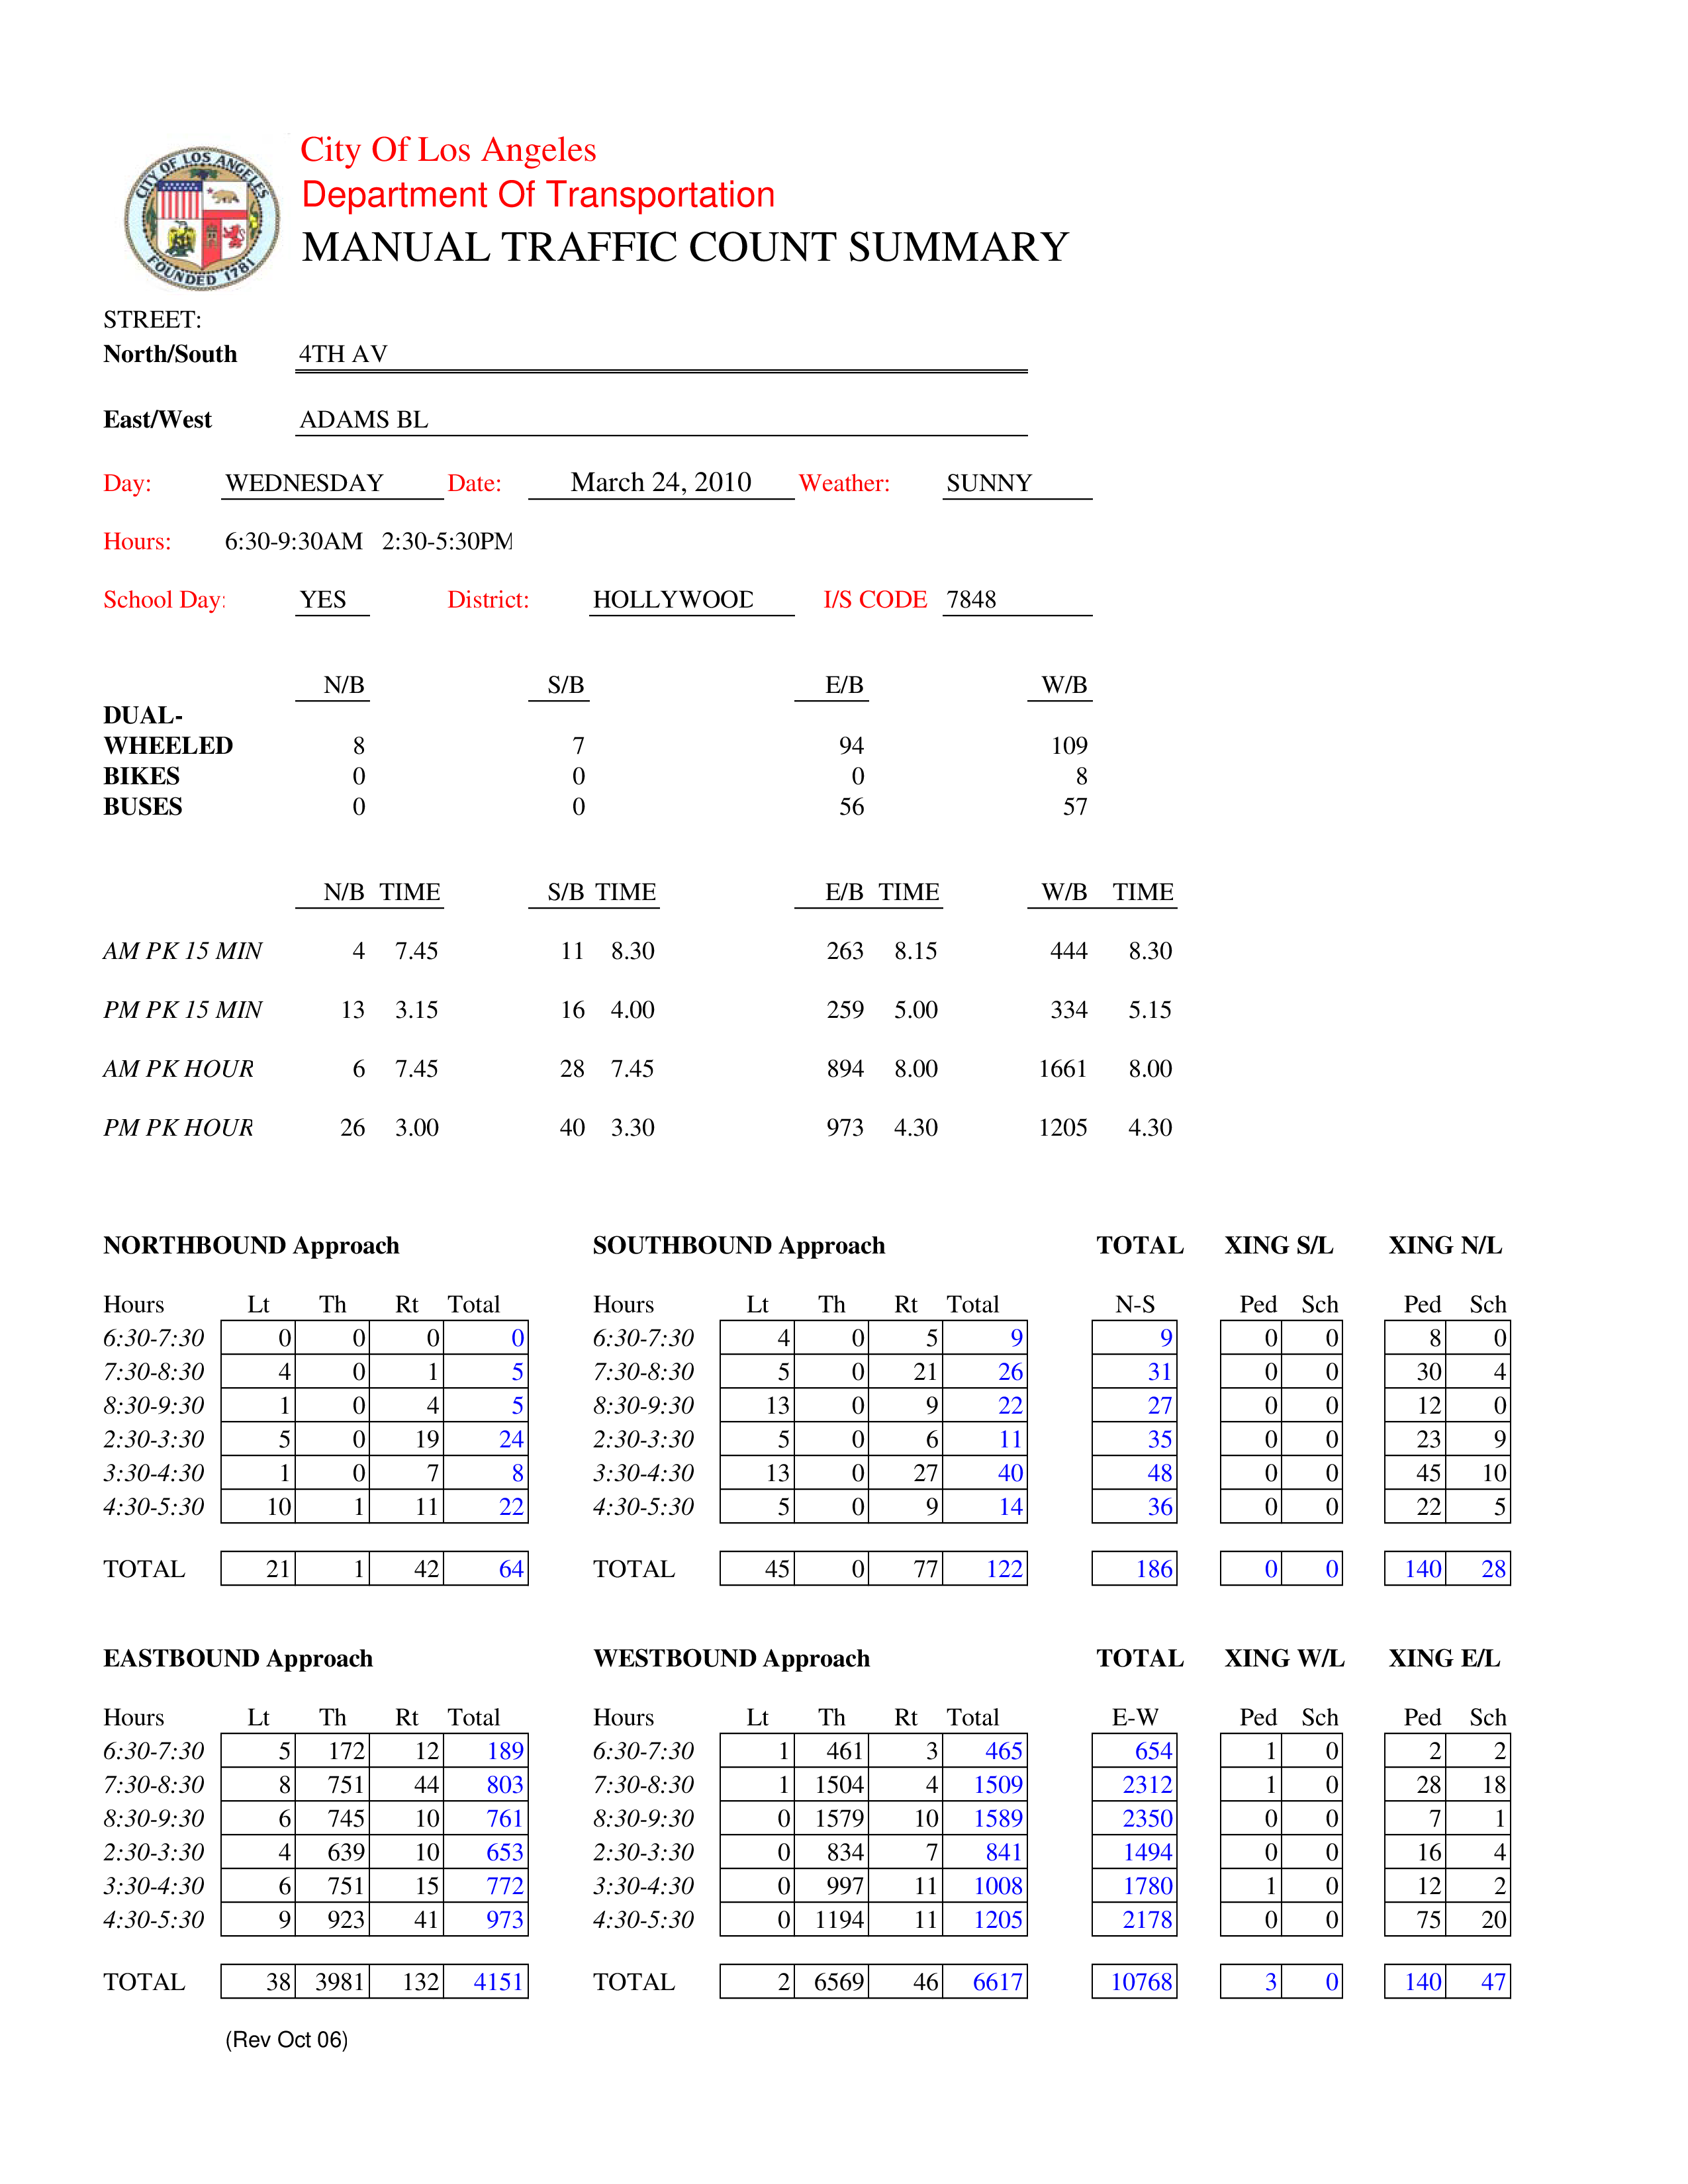 CITY OF LOS ANGELES
FOUNDED 1781
City Of Los Angeles
Department Of Transportation
MANUAL TRAFFIC COUNT SUMMARY
STREET:
North/South 4TH AV
East/West ADAMS BL
Day: WEDNESDAY Date: March 24, 2010 Weather: SUNNY
Hours: 6:30-9:30AM 2:30-5:30PM
School Day: YES District: HOLLYWOOD I/S CODE 7848
N/B S/B E/B W/B
DUAL-
WHEELED 8 7 94 109
BIKES 0 0 0 8
BUSES 0 0 56 57
N/B TIME S/B TIME E/B TIME W/B TIME
AM PK 15 MIN 4 7.45 11 8.30 263 8.15 444 8.30
PM PK 15 MIN 13 3.15 16 4.00 259 5.00 334 5.15
AM PK HOUR 6 7.45 28 7.45 894 8.00 1661 8.00
PM PK HOUR 26 3.00 40 3.30 973 4.30 1205 4.30
NORTHBOUND Approach SOUTHBOUND Approach TOTAL XING S/L XING N/L
Hours Lt Th Rt Total Hours Lt Th Rt Total N-S Ped Sch Ped Sch
6:30-7:30 0 0 0 0 6:30-7:30 4 0 5 9 9 0 0 8 0
7:30-8:30 4 0 1 5 7:30-8:30 5 0 21 26 31 0 0 30 4
8:30-9:30 1 0 4 5 8:30-9:30 13 0 9 22 27 0 0 12 0
2:30-3:30 5 0 19 24 2:30-3:30 5 0 6 11 35 0 0 23 9
3:30-4:30 1 0 7 8 3:30-4:30 13 0 27 40 48 0 0 45 10
4:30-5:30 10 1 11 22 4:30-5:30 5 0 9 14 36 0 0 22 5
TOTAL 21 1 42 64 TOTAL 45 0 77 122 186 0 0 140 28
EASTBOUND Approach WESTBOUND Approach TOTAL XING W/L XING E/L
Hours Lt Th Rt Total Hours Lt Th Rt Total E-W Ped Sch Ped Sch
6:30-7:30 5 172 12 189 6:30-7:30 1 461 3 465 654 1 0 2 2
7:30-8:30 8 751 44 803 7:30-8:30 1 1504 4 1509 2312 1 0 28 18
8:30-9:30 6 745 10 761 8:30-9:30 0 1579 10 1589 2350 0 0 7 1
2:30-3:30 4 639 10 653 2:30-3:30 0 834 7 841 1494 0 0 16 4
3:30-4:30 6 751 15 772 3:30-4:30 0 997 11 1008 1780 1 0 12 2
4:30-5:30 9 923 41 973 4:30-5:30 0 1194 11 1205 2178 0 0 75 20
TOTAL 38 3981 132 4151 TOTAL 2 6569 46 6617 10768 3 0 140 47
(Rev Oct 06)